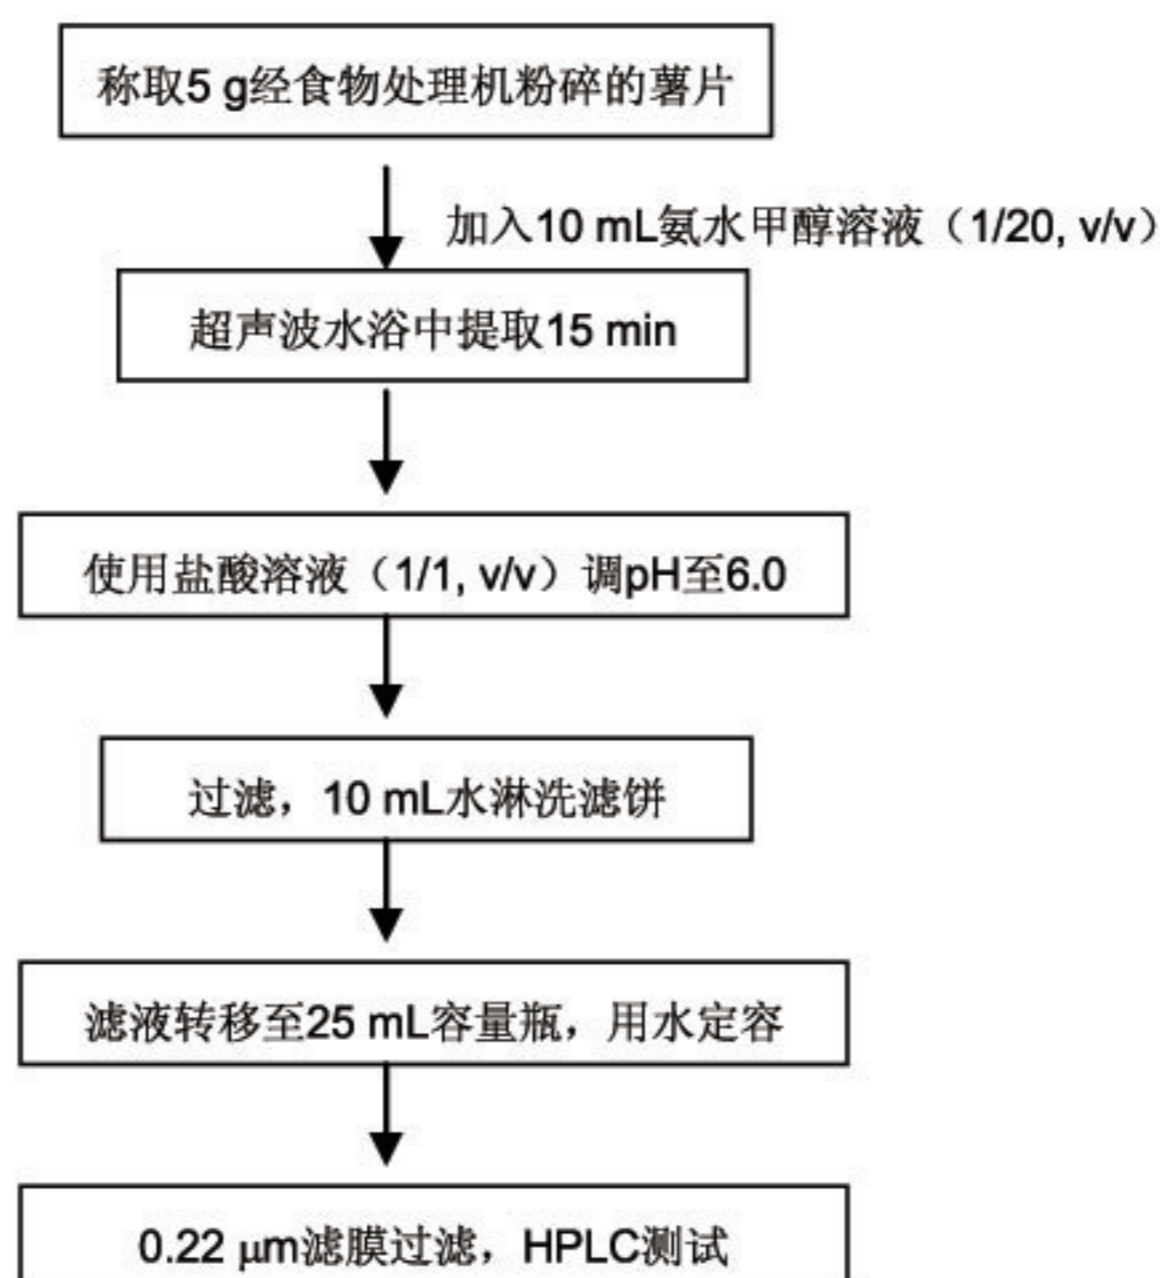 称取5 g经食物处理机粉碎的薯片
加入10 mL氨水甲醇溶液（1/20, v/v）
超声波水浴中提取15 min
使用盐酸溶液（1/1, v/v）调pH至6.0
过滤，10 mL水淋洗滤饼
滤液转移至25 mL容量瓶，用水定容
0.22 μm滤膜过滤，HPLC测试